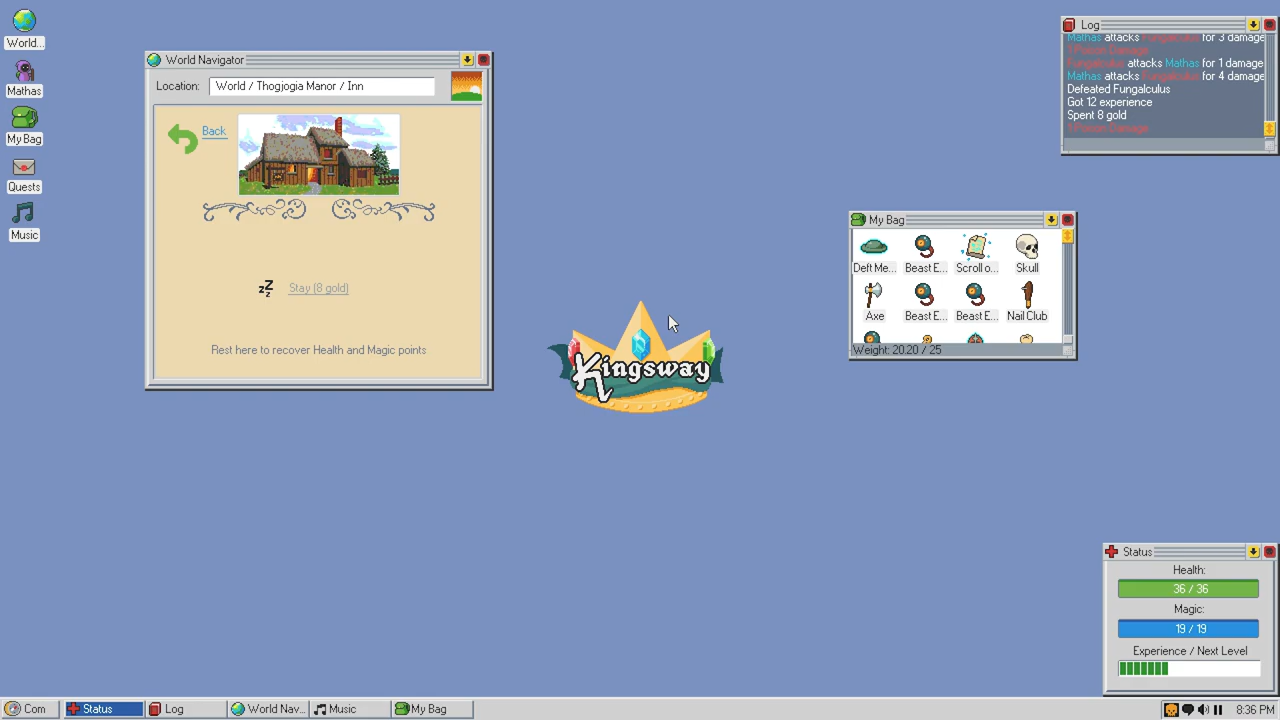 World...
Mathas
My Bag
Quests
Music
World Navigator
Location: World / Thogjogia Manor / Inn
Back
zZ
zz
Stay (8 gold)
Rest here to recover Health and Magic points
Kingsway
Log
Mathas attacks Fungalculus for 3 damage
1 Poison Damage
Fungalculus attacks Mathas for 1 damage
Mathas attacks Fungalculus for 4 damage
Defeated Fungalculus
Got 12 experience
Spent 8 gold
1 Poison Damage
My Bag
Deft Me... Beast E... Scroll o... Skull
Axe Beast E... Beast E... Nail Club
Weight: 20.20 / 25
Status
Health:
36 / 36
Magic:
19 / 19
Experience / Next Level
Com Status Log World Nav... Music My Bag 8:36 PM